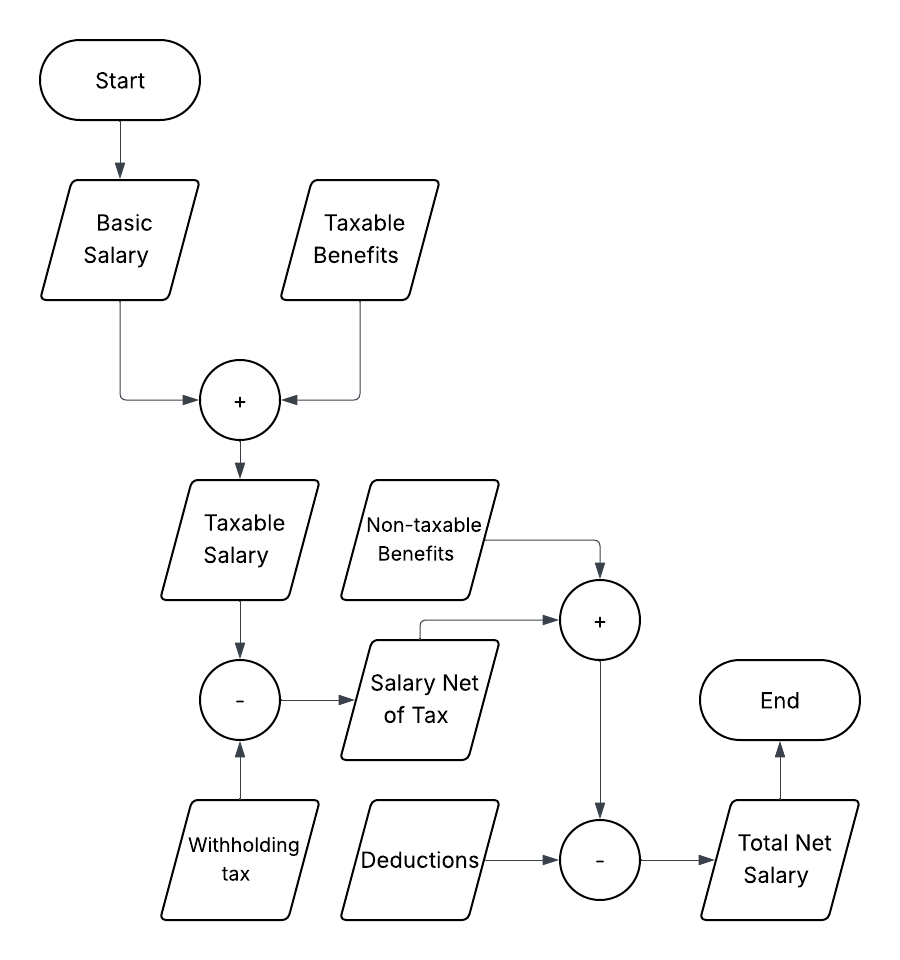 Start
Basic
Salary
Taxable
Benefits
+
Taxable
Salary
Non-taxable
Benefits
+
-
Salary Net
of Tax
End
Withholding
tax
Deductions
-
Total Net
Salary